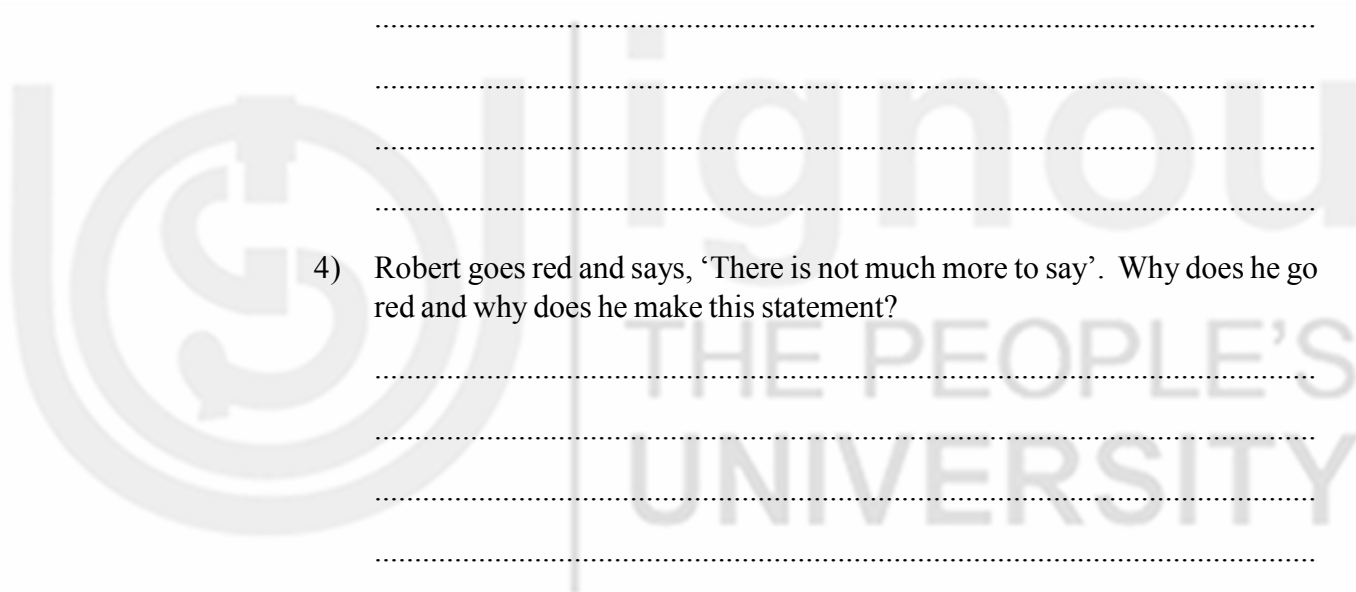 ignou
4) Robert goes red and says, ‘There is not much more to say’. Why does he go
red and why does he make this statement?
THE PEOPLE’S
UNIVERSITY